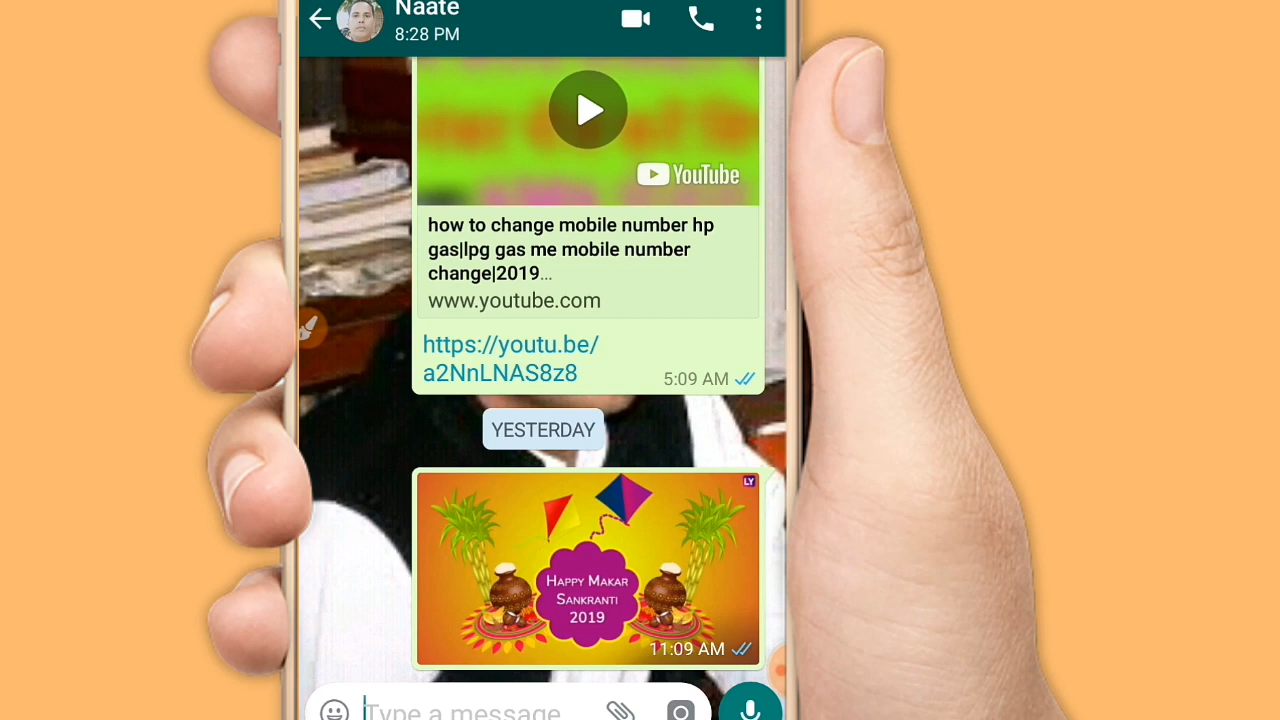 Naate
8:28 PM
YouTube
how to change mobile number hp
gas|lpg gas me mobile number
change|2019...
www.youtube.com
https://youtu.be/
a2NnLNAS8z8
5:09 AM
YESTERDAY
LY
HAPPY MAKAR
SANKRANTI
2019
11:09 AM
Type a message